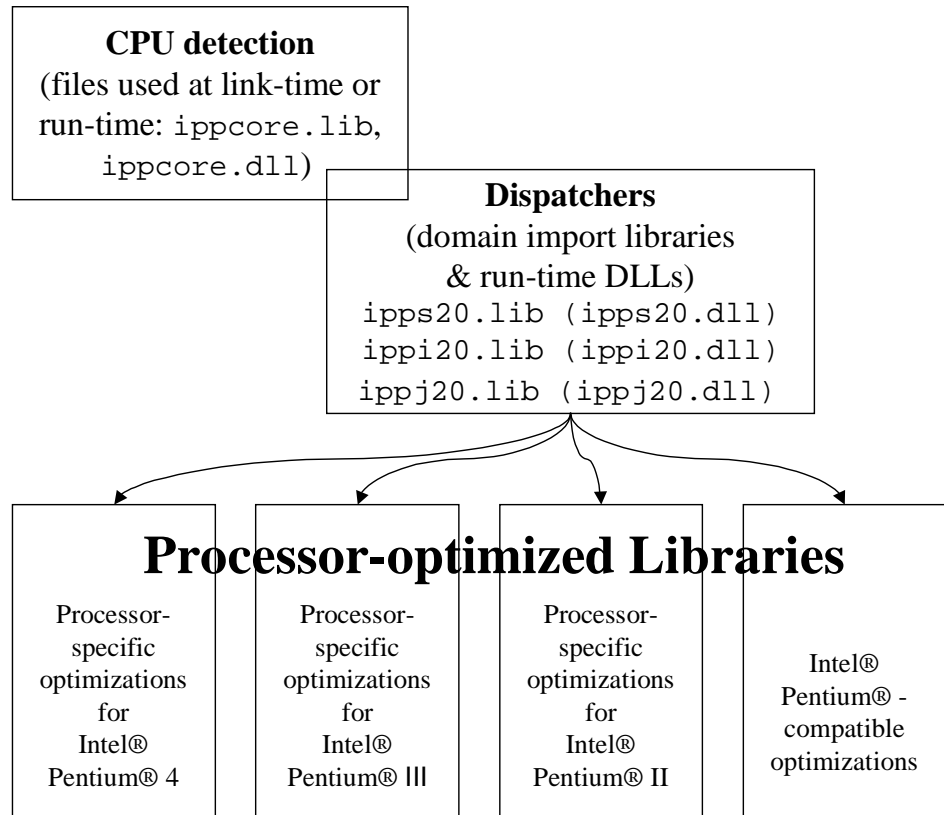 CPU detection
(files used at link-time or
run-time: ippcore.lib,
ippcore.dll)
Dispatchers
(domain import libraries
& run-time DLLs)
ipps20.lib (ipps20.dll)
ippi20.lib (ippi20.dll)
ippj20.lib (ippj20.dll)
Processor-optimized Libraries
Processor-
specific
optimizations
for
Intel®
Pentium® 4
Processor-
specific
optimizations
for
Intel®
Pentium® III
Processor-
specific
optimizations
for
Intel®
Pentium® II
Intel®
Pentium® -
compatible
optimizations